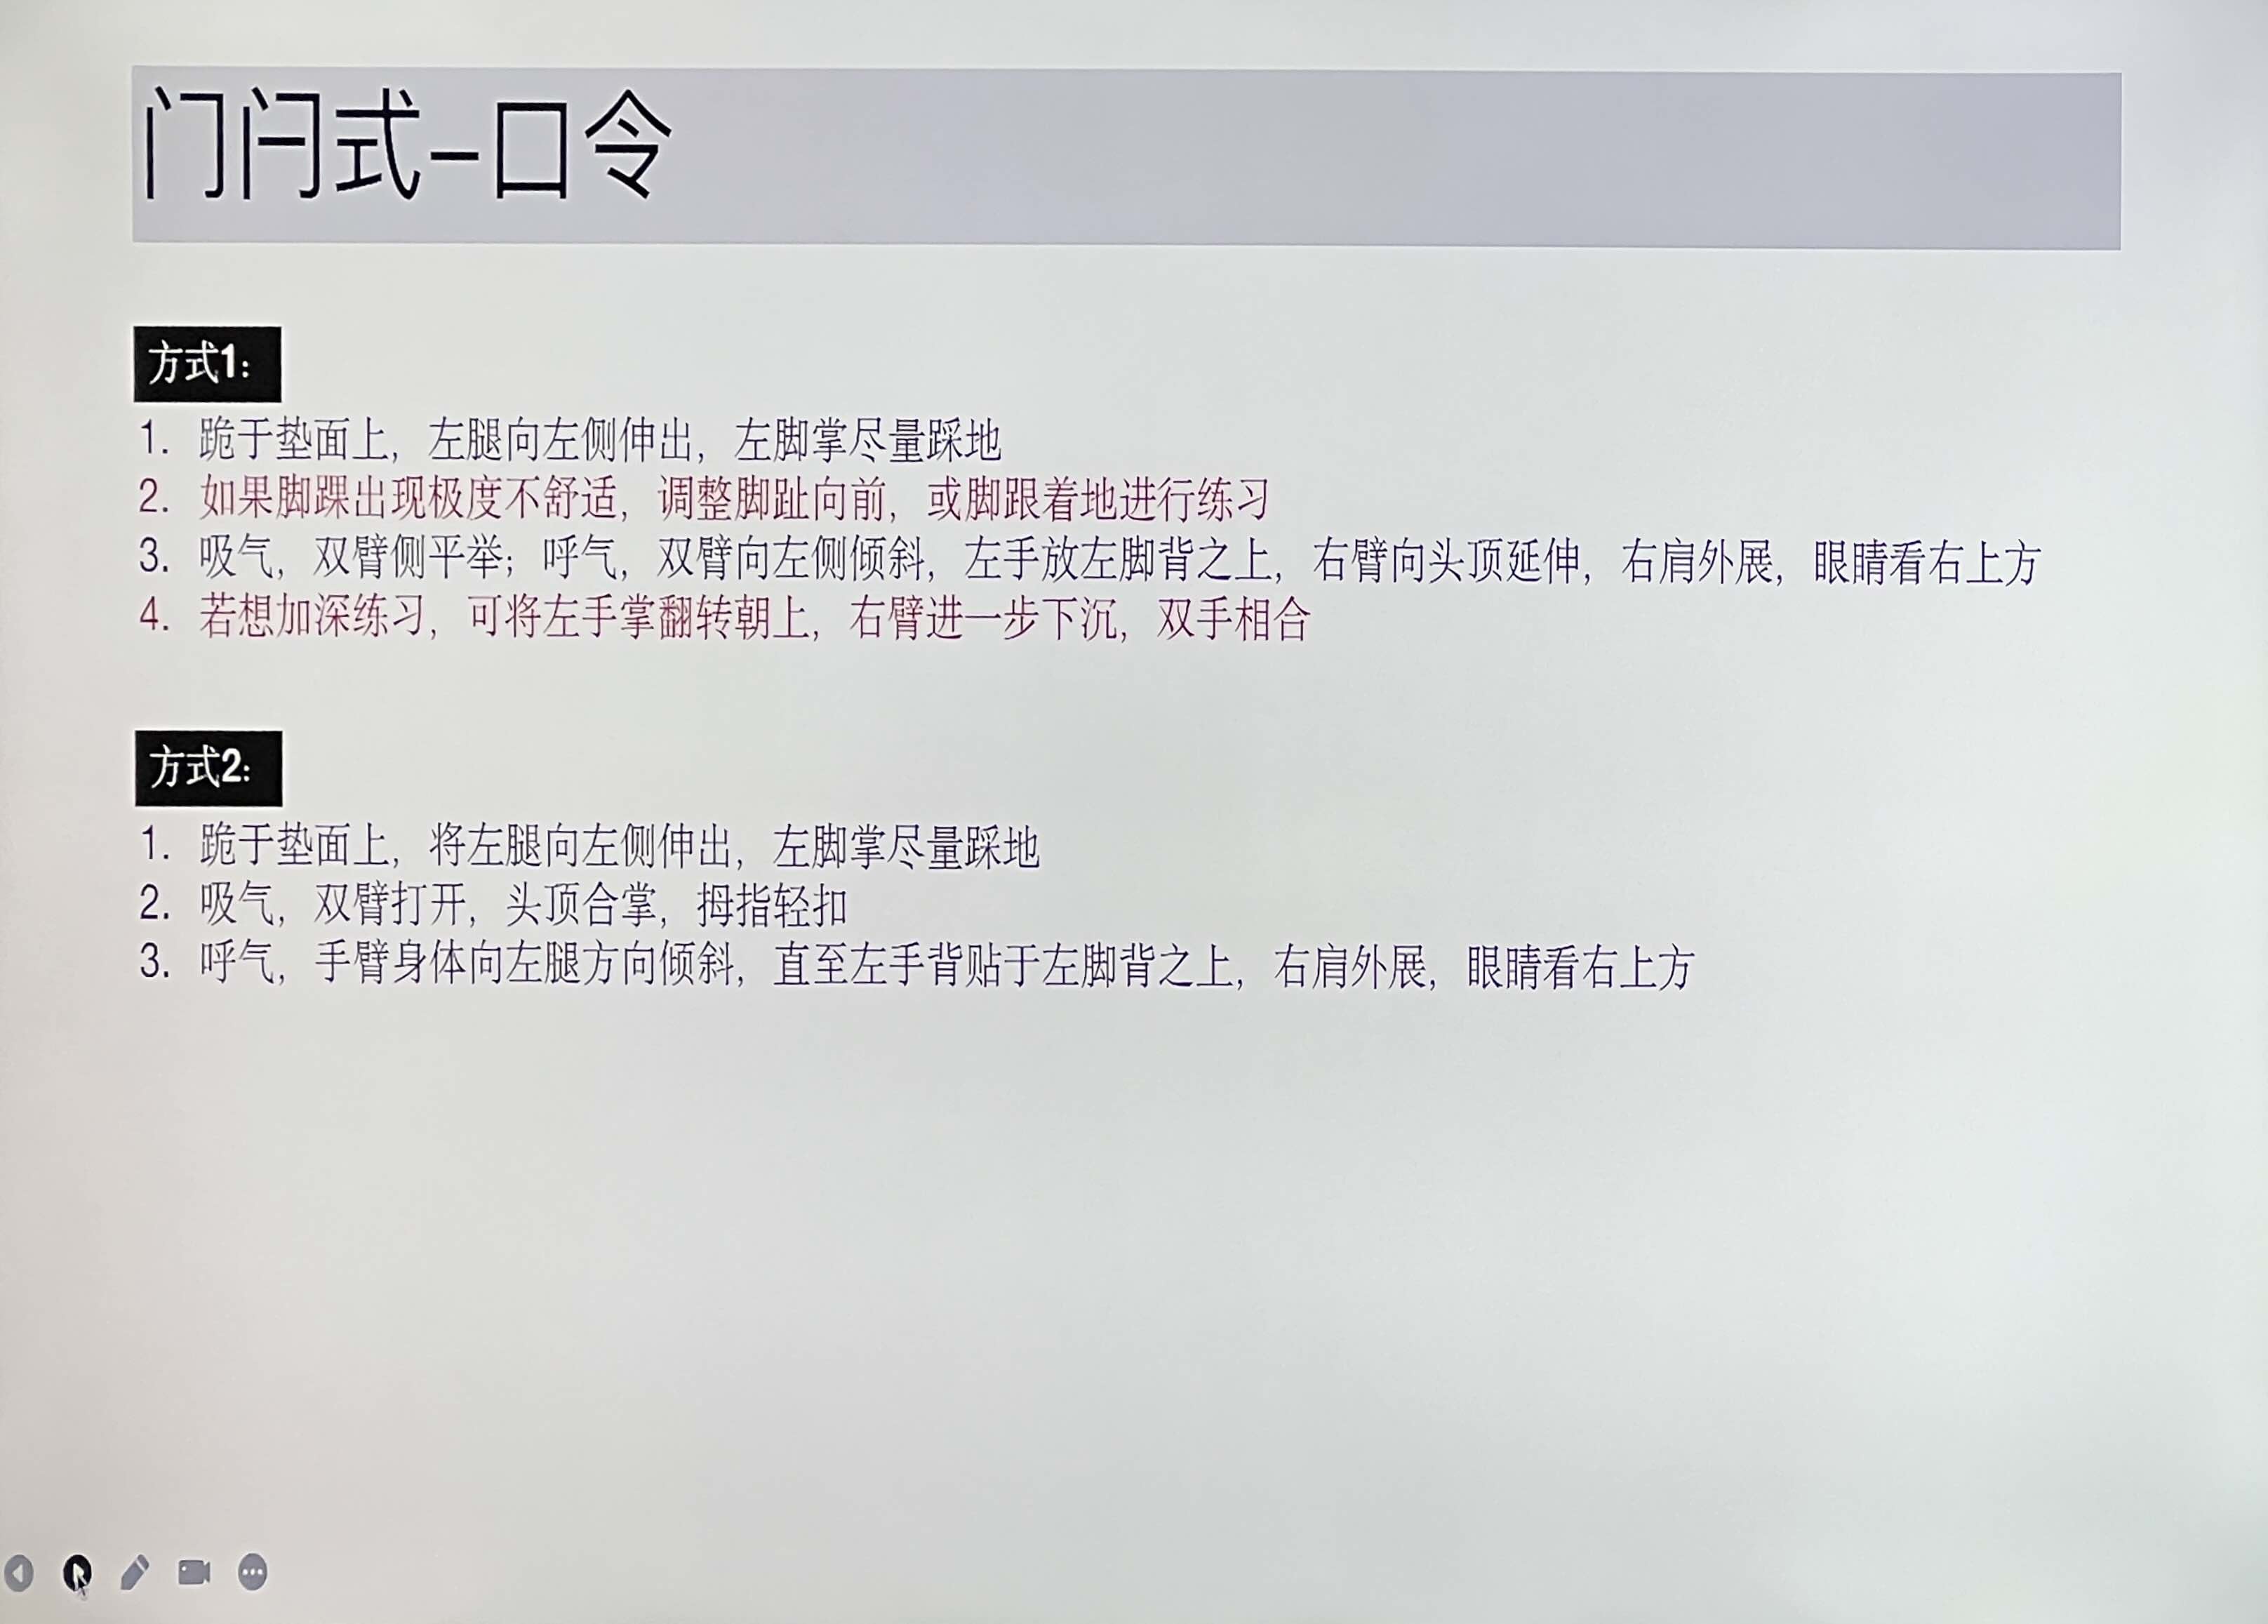 门闩式-口令
方式1：
1. 跪于垫面上，左腿向左侧伸出，左脚掌尽量踩地
2. 如果脚踝出现极度不舒适，调整脚趾向前，或脚跟着地进行练习
3. 吸气，双臂侧平举；呼气，双臂向左侧倾斜，左手放左脚背之上，右臂向头顶延伸，右肩外展，眼睛看右上方
4. 若想加深练习，可将左手掌翻转朝上，右臂进一步下沉，双手相合
方式2：
1. 跪于垫面上，将左腿向左侧伸出，左脚掌尽量踩地
2. 吸气，双臂打开，头顶合掌，拇指轻扣
3. 呼气，手臂身体向左腿方向倾斜，直至左手背贴于左脚背之上，右肩外展，眼睛看右上方